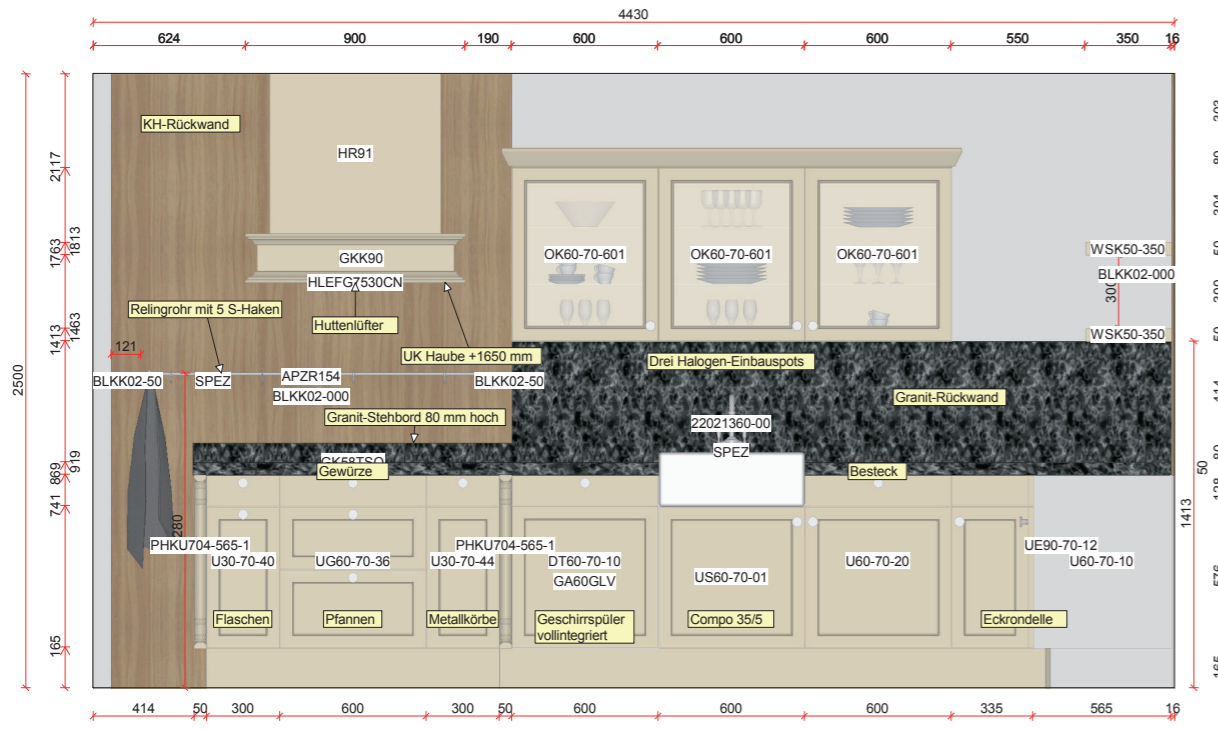 4430
624 900 190 600 600 600 550 350 16
KH-Rückwand
HR91
2117
1813
1763
GKK90
HLEFG7530CN
OK60-70-601
OK60-70-601
OK60-70-601
WSK50-350
BLKK02-000
300
WSK50-350
Relingrohr mit 5 S-Haken
Huttenlüfter
1463
1413
UK Haube +1650 mm
Drei Halogen-Einbauspots
121
2500
BLKK02-50
SPEZ
APZR154
BLKK02-000
BLKK02-50
Granit-Rückwand
Granit-Stehbord 80 mm hoch
22021360-00
SPEZ
919
869
Gewürze
Besteck
50
741
280
1413
PHKU704-565-1
U30-70-40
UG60-70-36
U30-70-44
PHKU704-565-1
DT60-70-10
GA60GLV
US60-70-01
U60-70-20
UE90-70-12
U60-70-10
Flaschen
Pfannen
Metallkörbe
Geschirrspüler
vollintegriert
Compo 35/5
Eckrondelle
165
414 50 300 600 300 50 600 600 600 335 565 16